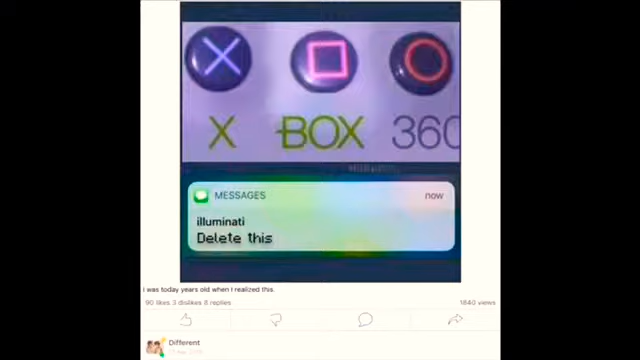 X BOX 360
MESSAGES now
illuminati
Delete this
I was today years old when I realized this.
90 likes 3 dislikes 8 replies 1840 views
Different